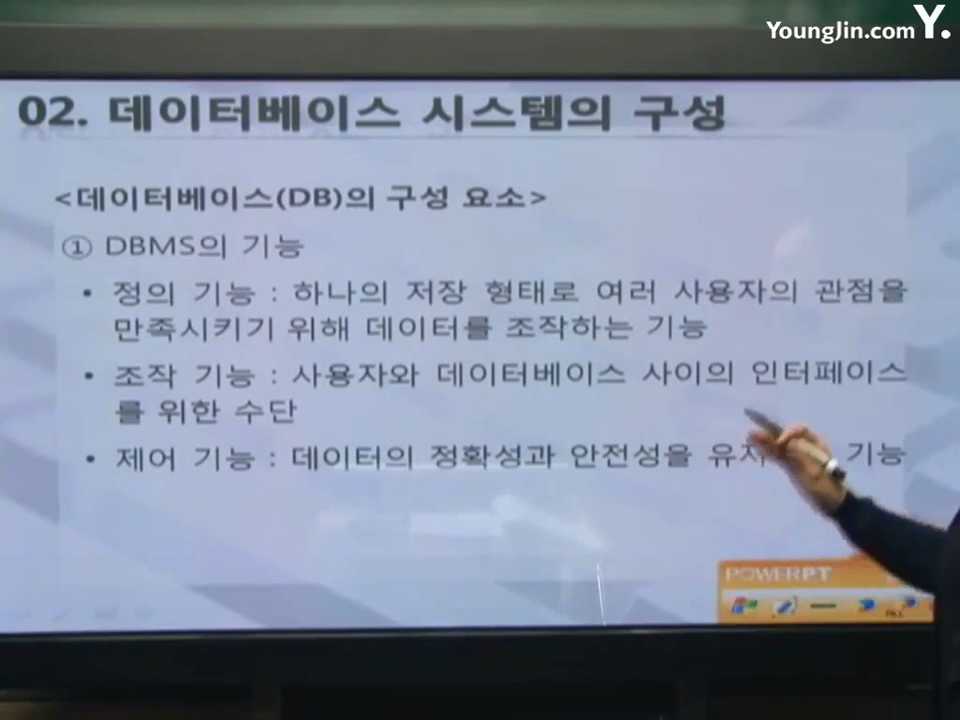 YoungJin.com Y.
02. 데이터베이스 시스템의 구성
<데이터베이스(DB)의 구성 요소>
① DBMS의 기능
• 정의 기능 : 하나의 저장 형태로 여러 사용자의 관점을
만족시키기 위해 데이터를 조작하는 기능
• 조작 기능 : 사용자와 데이터베이스 사이의 인터페이스
를 위한 수단
• 제어 기능 : 데이터의 정확성과 안전성을 기능
POWERPT
ALL